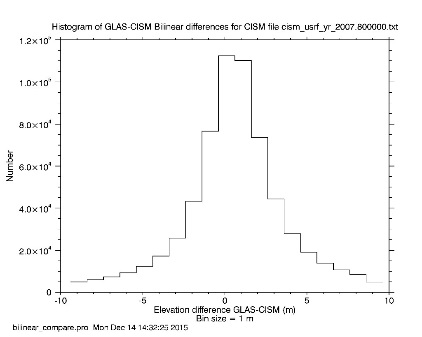 Histogram of GLAS-CISM Bilinear differences for CISM file cism_usrf_yr_2007.800000.txt
1.2×10⁵
1.0×10⁵
8.0×10⁴
6.0×10⁴
4.0×10⁴
2.0×10⁴
0
Number
-10 -5 0 5 10
Elevation difference GLAS-CISM (m)
Bin size = 1 m
bilinear_compare.pro Mon Dec 14 14:32:25 2015